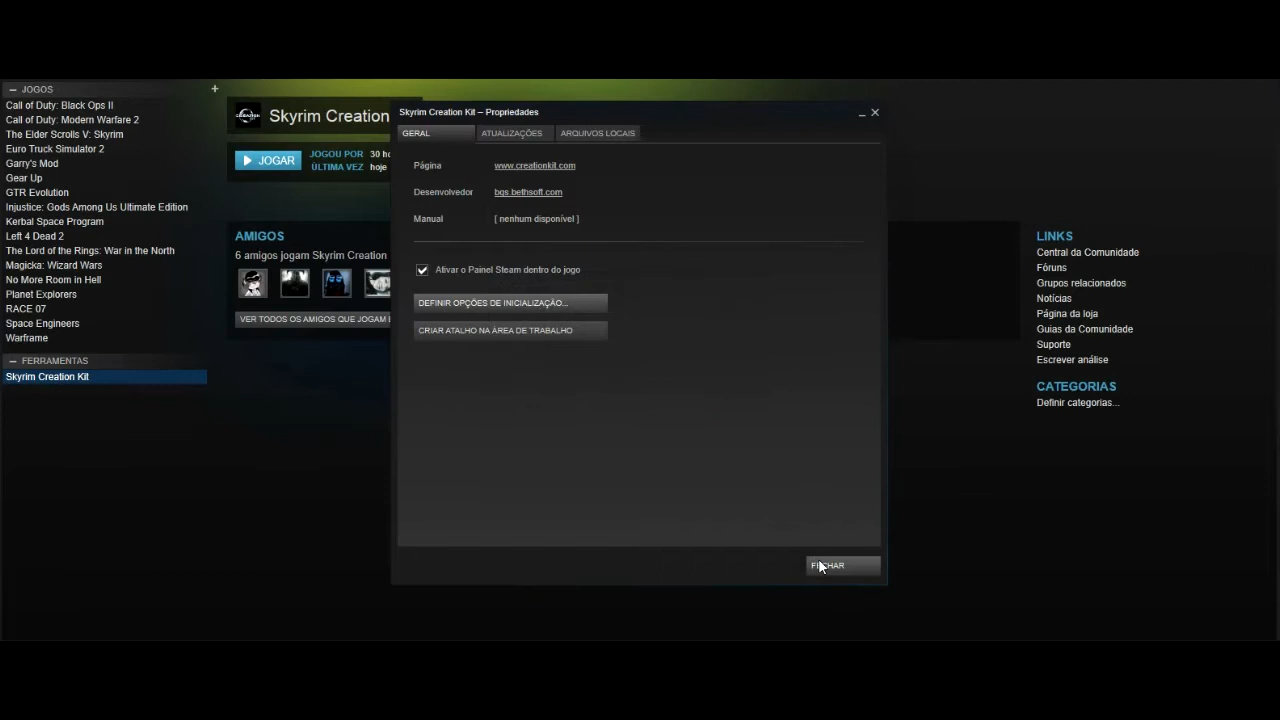 JOGOS
Call of Duty: Black Ops II
Call of Duty: Modern Warfare 2
The Elder Scrolls V: Skyrim
Euro Truck Simulator 2
Garry's Mod
Gear Up
GTR Evolution
Injustice: Gods Among Us Ultimate Edition
Kerbal Space Program
Left 4 Dead 2
The Lord of the Rings: War in the North
Magicka: Wizard Wars
No More Room in Hell
Planet Explorers
RACE 07
Space Engineers
Warframe
FERRAMENTAS
Skyrim Creation Kit
Skyrim Creation
JOGAR
JOGOU POR 30 ho
ÚLTIMA VEZ hoje
AMIGOS
6 amigos jogam Skyrim Creation
VER TODOS OS AMIGOS QUE JOGAM
Skyrim Creation Kit – Propriedades
GERAL
ATUALIZAÇÕES
ARQUIVOS LOCAIS
Página www.creationkit.com
Desenvolvedor bgs.bethsoft.com
Manual [ nenhum disponível ]
Ativar o Painel Steam dentro do jogo
DEFINIR OPÇÕES DE INICIALIZAÇÃO...
CRIAR ATALHO NA ÁREA DE TRABALHO
FECHAR
LINKS
Central da Comunidade
Fóruns
Grupos relacionados
Notícias
Página da loja
Guias da Comunidade
Suporte
Escrever análise
CATEGORIAS
Definir categorias...